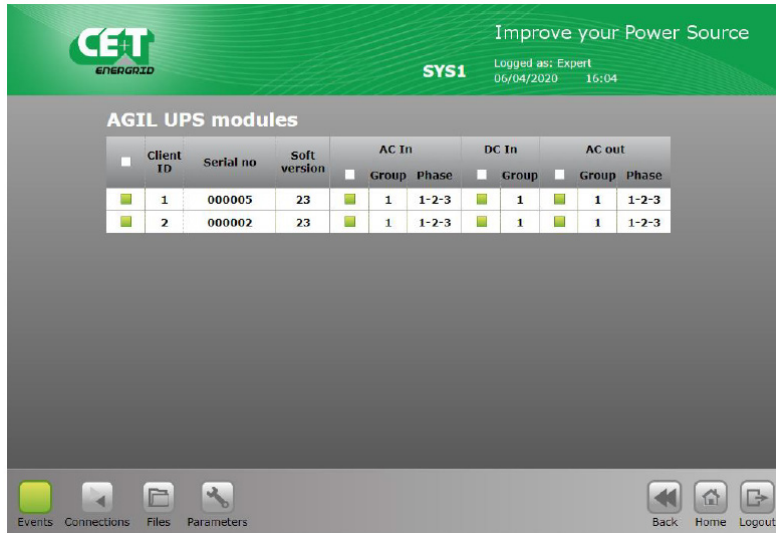 CE+T
ENERGRID
Improve your Power Source
SYS1
Logged as: Expert
06/04/2020 16:04
AGIL UPS modules
Client ID Serial no Soft version AC In DC In AC out
Group Phase Group Group Phase
1 000005 23 1 1-2-3 1 1 1-2-3
2 000002 23 1 1-2-3 1 1 1-2-3
Events Connections Files Parameters Back Home Logout